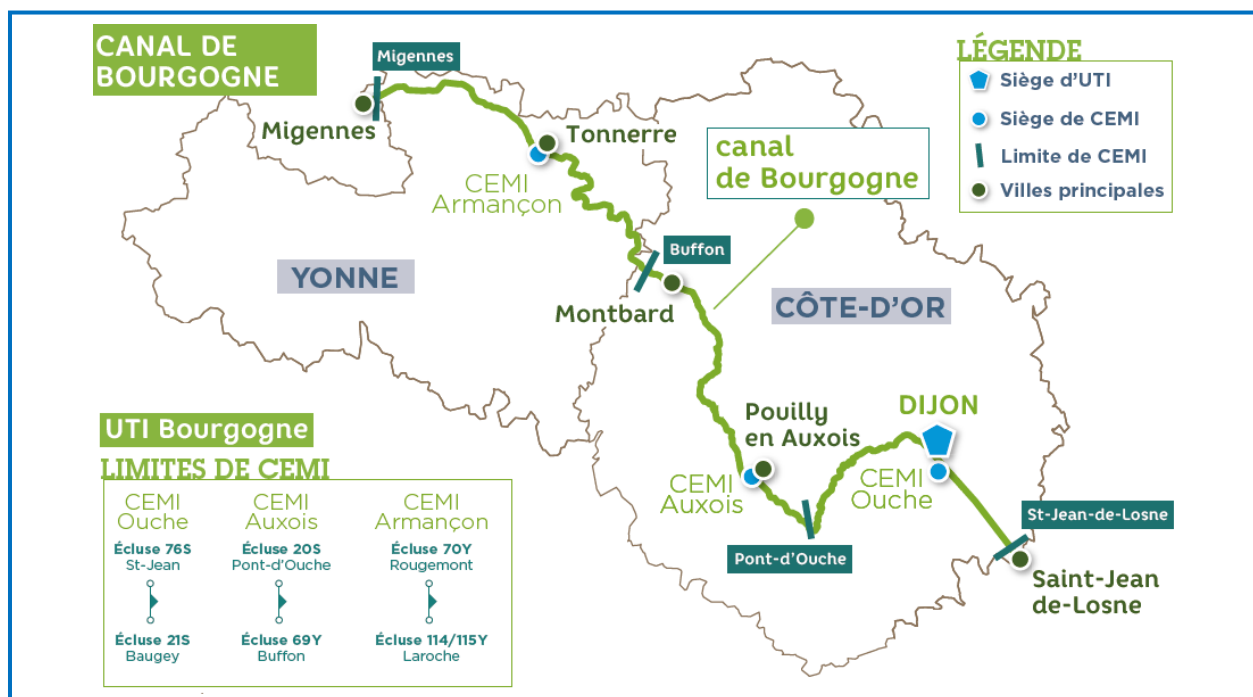 CANAL DE
BOURGOGNE
Migennes
Migennes
Tonnerre
CEMI
Armançon
canal
de Bourgogne
LÉGENDE
Siège d'UTI
Siège de CEMI
Limite de CEMI
Villes principales
YONNE
Buffon
Montbard
CÔTE-D'OR
Pouilly
en Auxois
DIJON
CEMI
Auxois
CEMI
Ouche
Pont-d'Ouche
St-Jean-de-Losne
Saint-Jean
de-Losne
UTI Bourgogne
LIMITES DE CEMI
CEMI
Ouche
Écluse 76S
St-Jean
Écluse 21S
Baugey
CEMI
Auxois
Écluse 20S
Pont-d'Ouche
Écluse 69Y
Buffon
CEMI
Armançon
Écluse 70Y
Rougemont
Écluse 114/115Y
Laroche